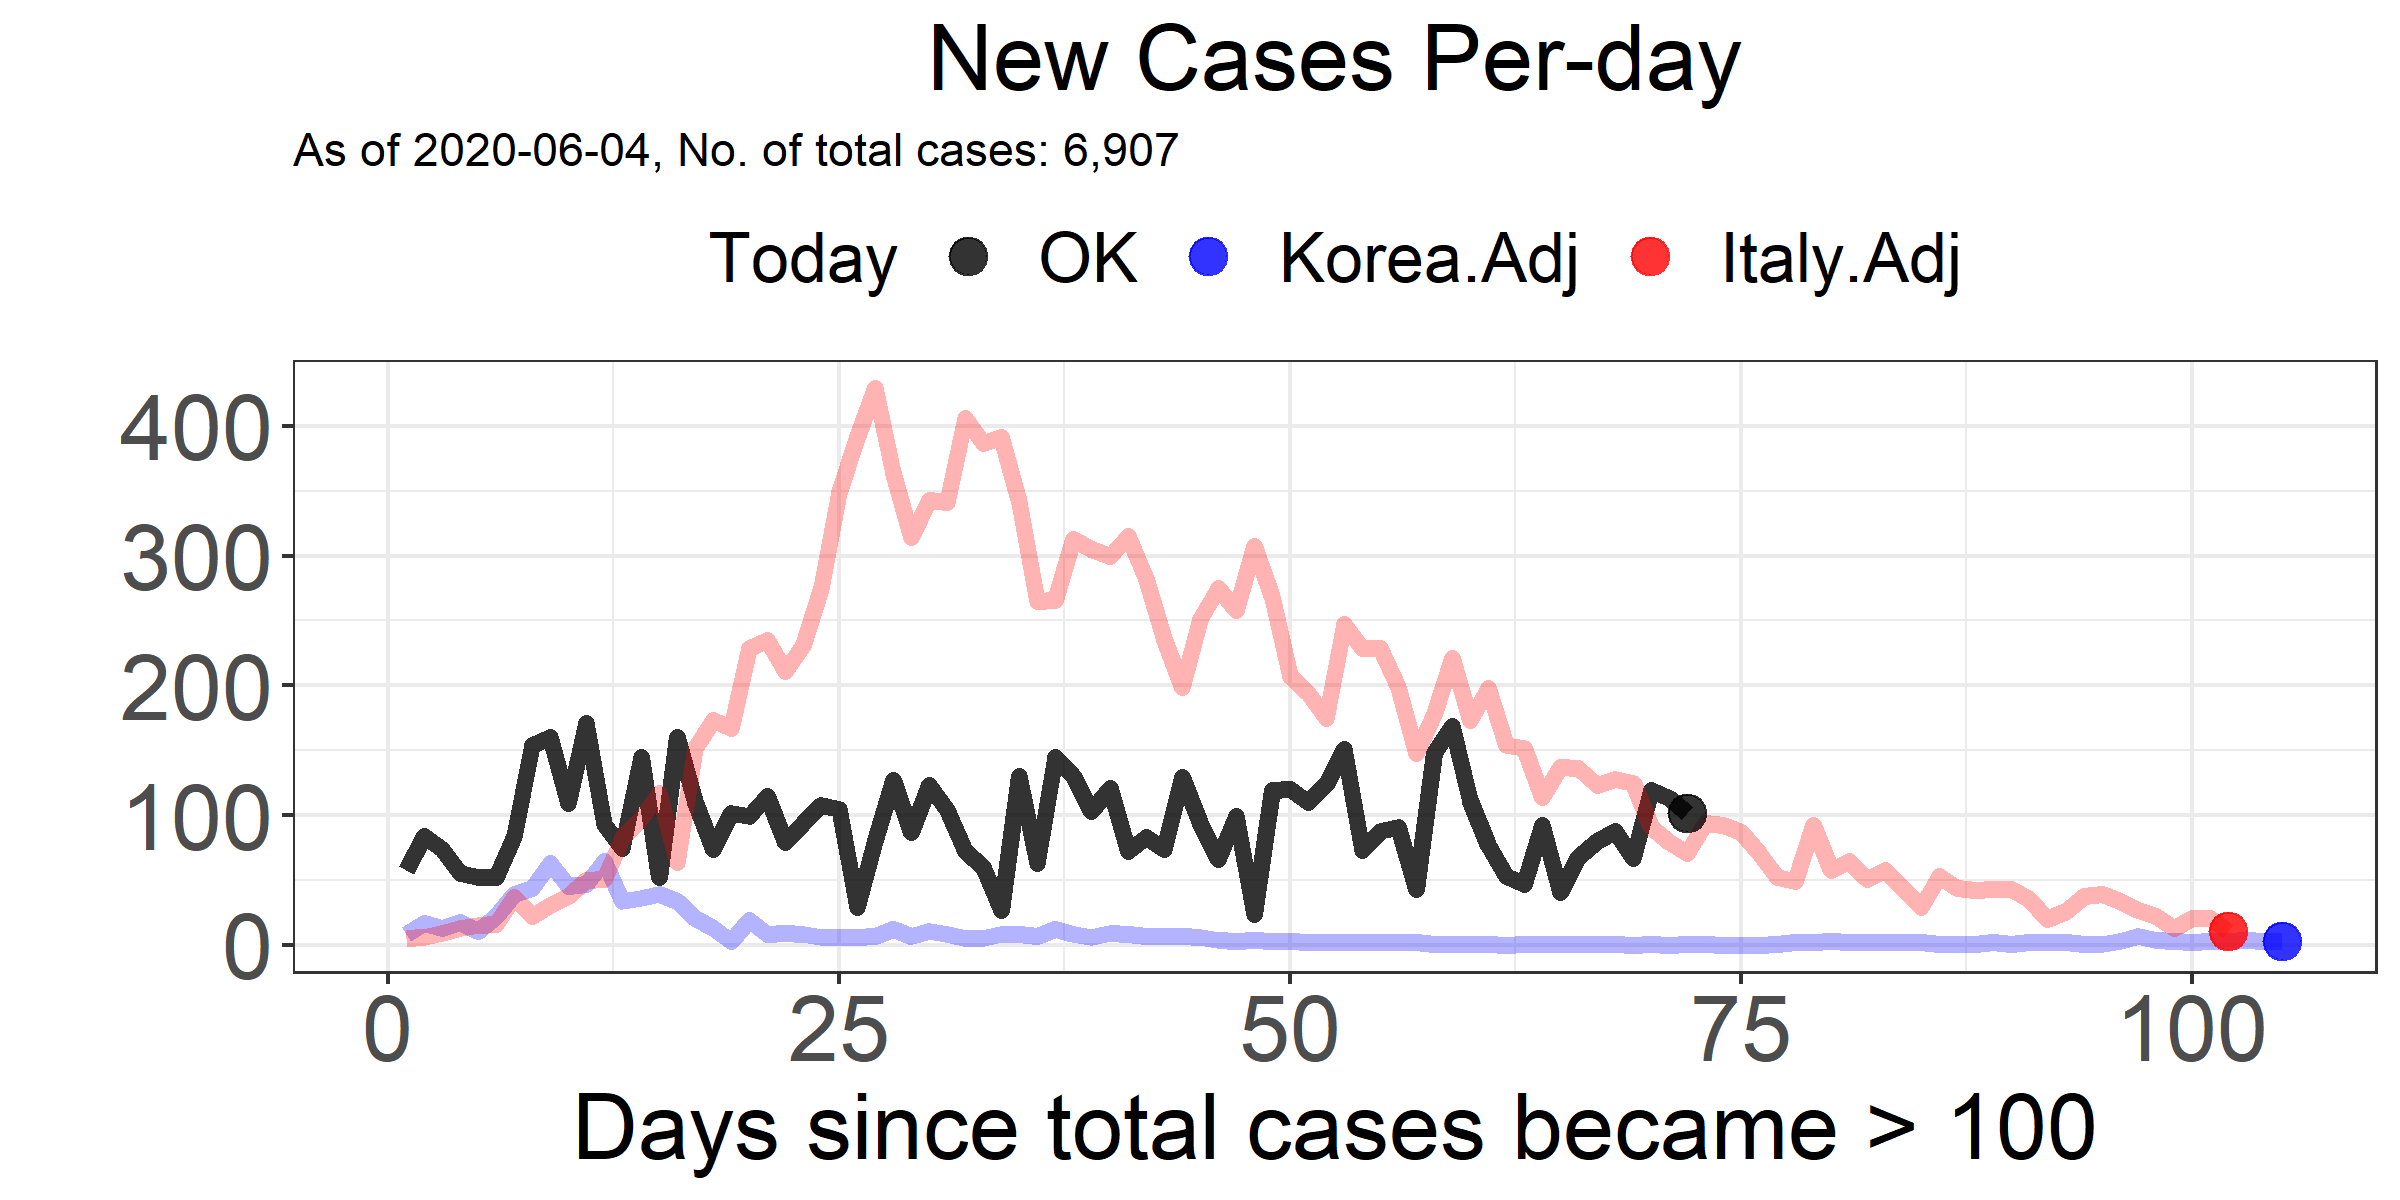 New Cases Per-day
As of 2020-06-04, No. of total cases: 6,907
Today OK Korea.Adj Italy.Adj
400
300
200
100
0
0 25 50 75 100
Days since total cases became > 100